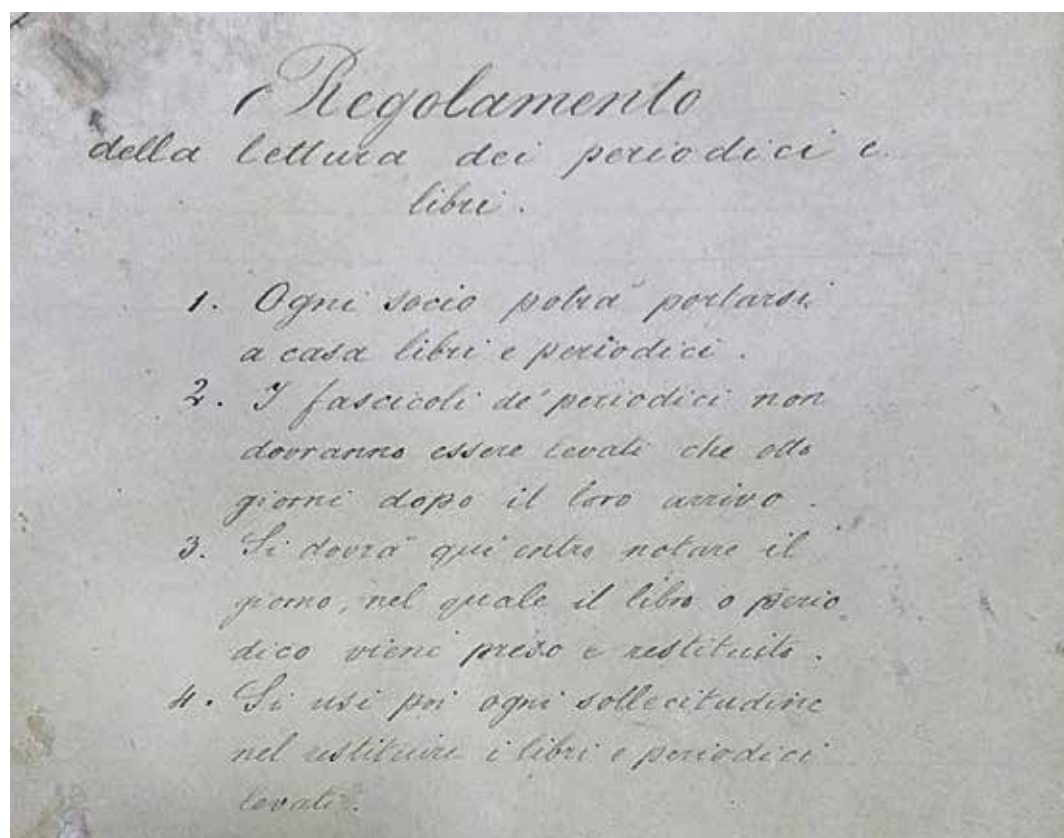 Regolamento
della lettura dei periodici e
libri.
1. Ogni socio potrà portarsi
a casa libri e periodici.
2. I fascicoli de' periodici non
dovranno essere levati che otto
giorni dopo il loro arrivo.
3. Si dovrà qui entro notare il
giorno, nel quale il libro o perio
dico vieni preso e restituito.
4. Si usi poi ogni sollecitudine
nel restituire i libri e periodici
levati.